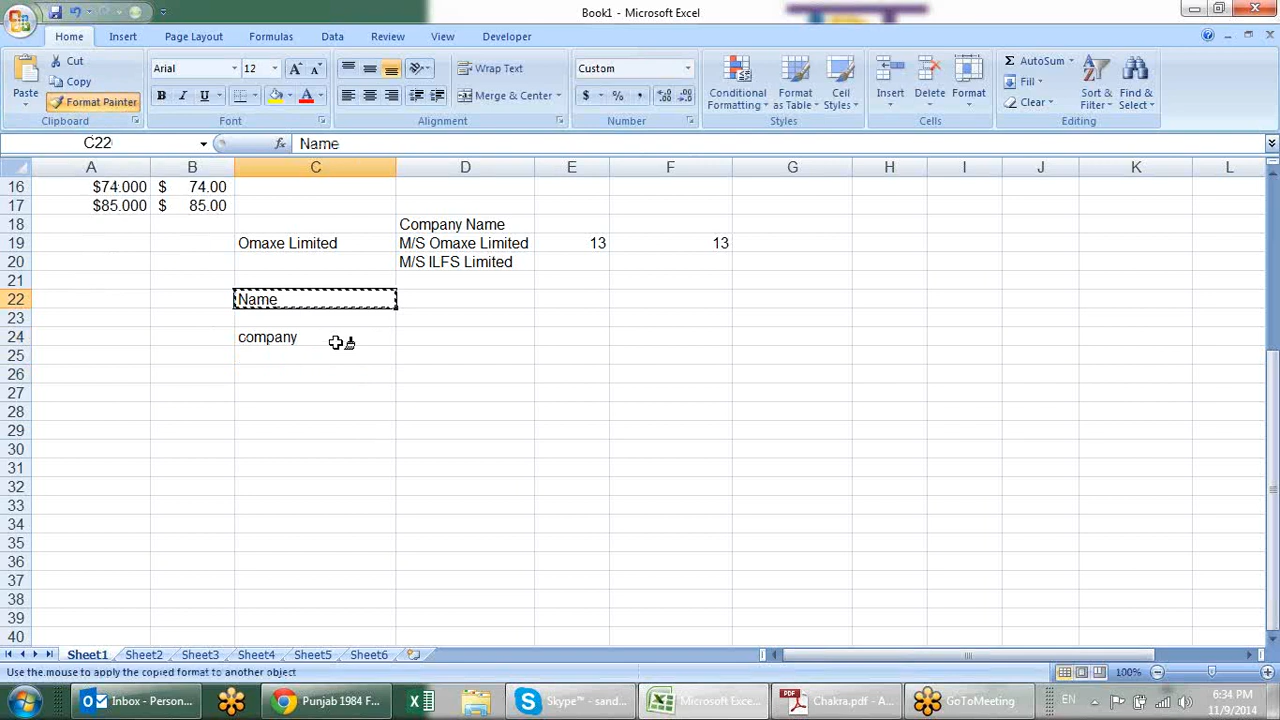 Book1 - Microsoft Excel
Home Insert Page Layout Formulas Data Review View Developer
Cut
Copy
Format Painter
Paste
Clipboard
Arial 12
B I U
Font
Wrap Text
Merge & Center
Alignment
Custom
$ % ,
Number
Conditional Formatting
Format as Table
Cell Styles
Styles
Insert Delete Format
Cells
AutoSum
Fill
Clear
Sort & Filter
Find & Select
Editing
C22 fx Name
A B C D E F G H I J K L
16 $74.000 $ 74.00
17 $85.000 $ 85.00
18 Company Name
19 Omaxe Limited M/S Omaxe Limited 13 13
20 M/S ILFS Limited
21
22 Name
23
24 company
25
26
27
28
29
30
31
32
33
34
35
36
37
38
39
40
Sheet1 Sheet2 Sheet3 Sheet4 Sheet5 Sheet6
Use the mouse to apply the copied format to another object 100%
Inbox - Person... Punjab 1984 F... Skype™ - sand... Microsoft Exce... Chakra.pdf - A... GoToMeeting EN 6:34 PM
11/9/2014